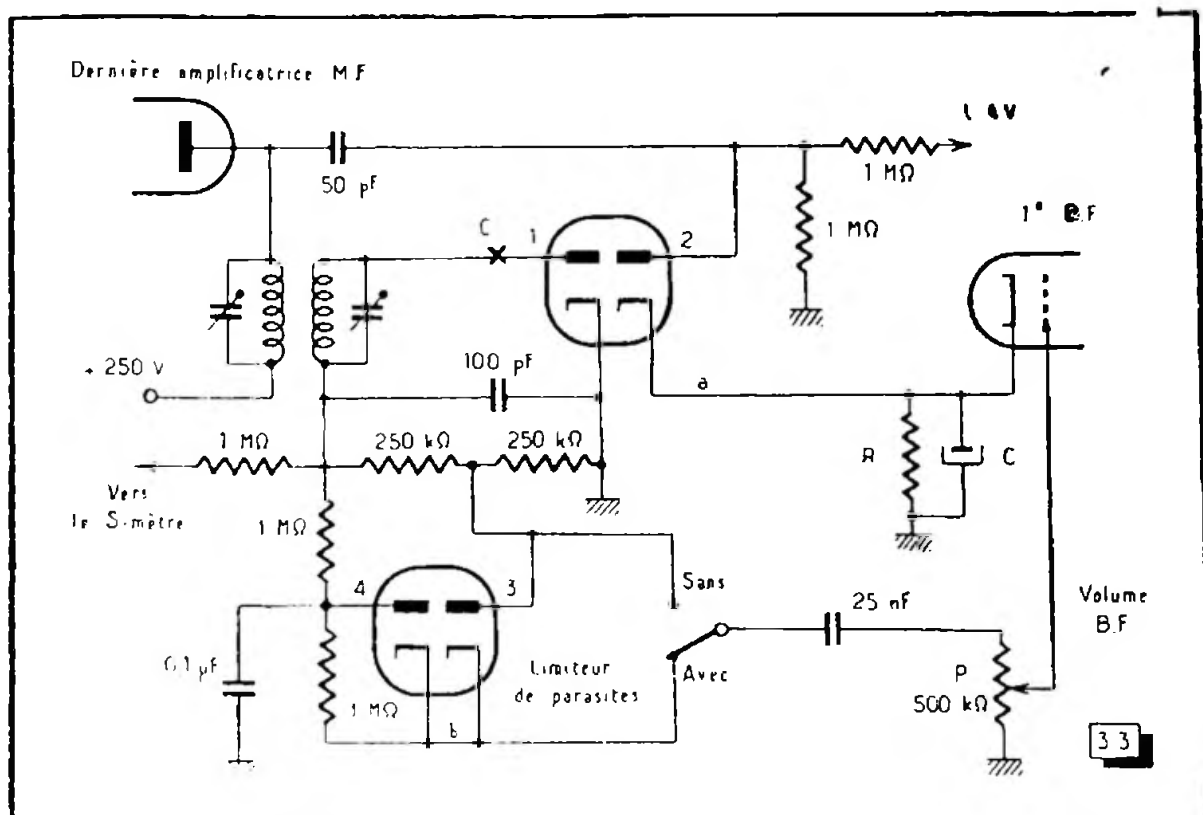 Dernière amplificatrice M.F
50 pF
1 MΩ
1 MΩ
C
1
2
+ 250 V
100 pF
a
R
C
1 MΩ
250 kΩ
250 kΩ
Vers
le S-mètre
1 MΩ
4
3
Sans
Avec
25 nF
Volume
B.F
P
500 kΩ
0,1 µF
1 MΩ
Limiteur
de parasites
b
33